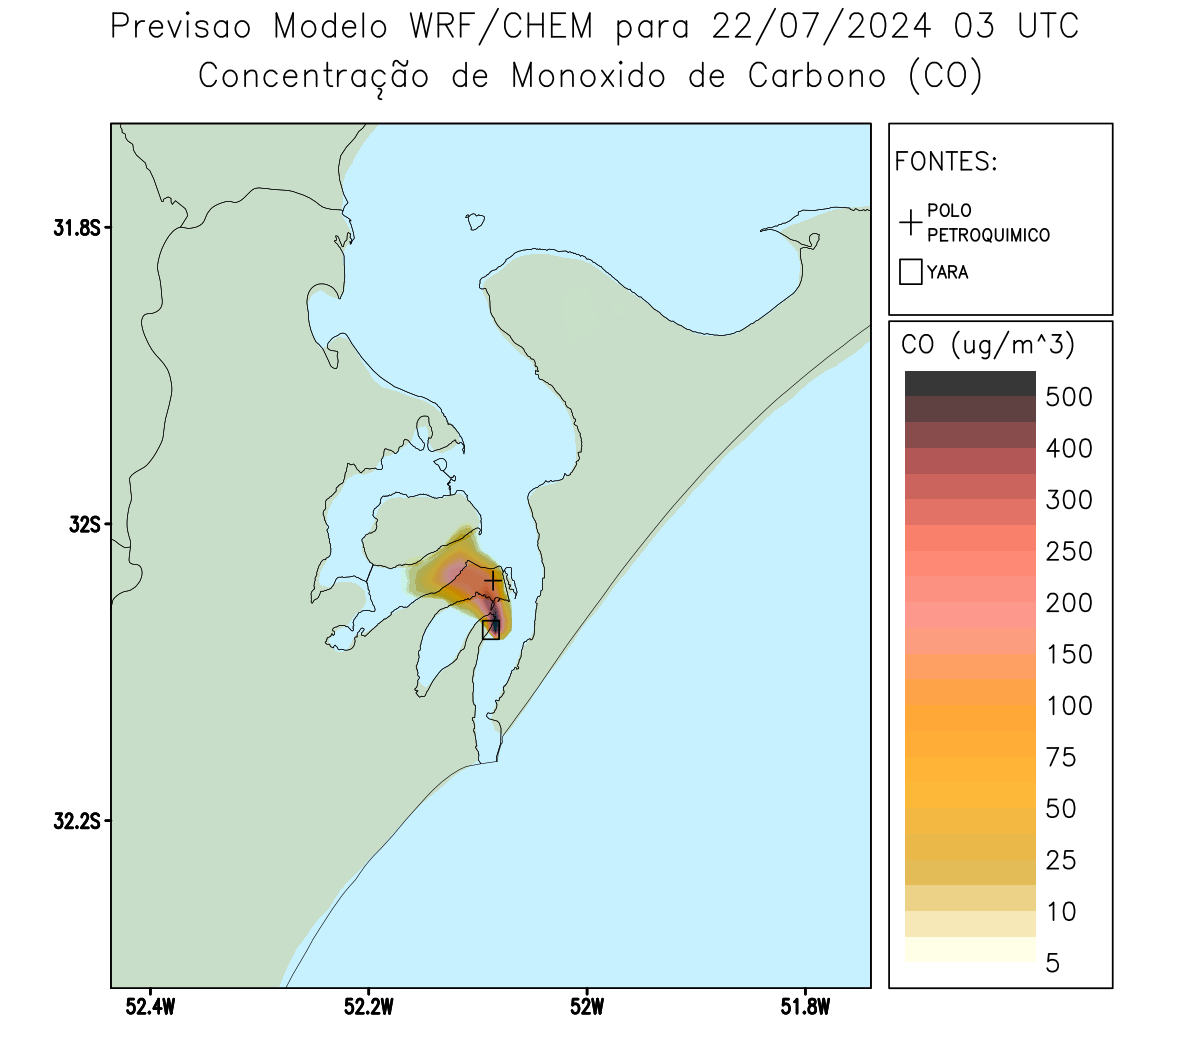 Previsao Modelo WRF/CHEM para 22/07/2024 03 UTC
Concentração de Monoxido de Carbono (CO)
FONTES:
POLO
PETROQUIMICO
YARA
CO (ug/m^3)
500
400
300
250
200
150
100
75
50
25
10
5
31.8S
32S
32.2S
52.4W
52.2W
52W
51.8W